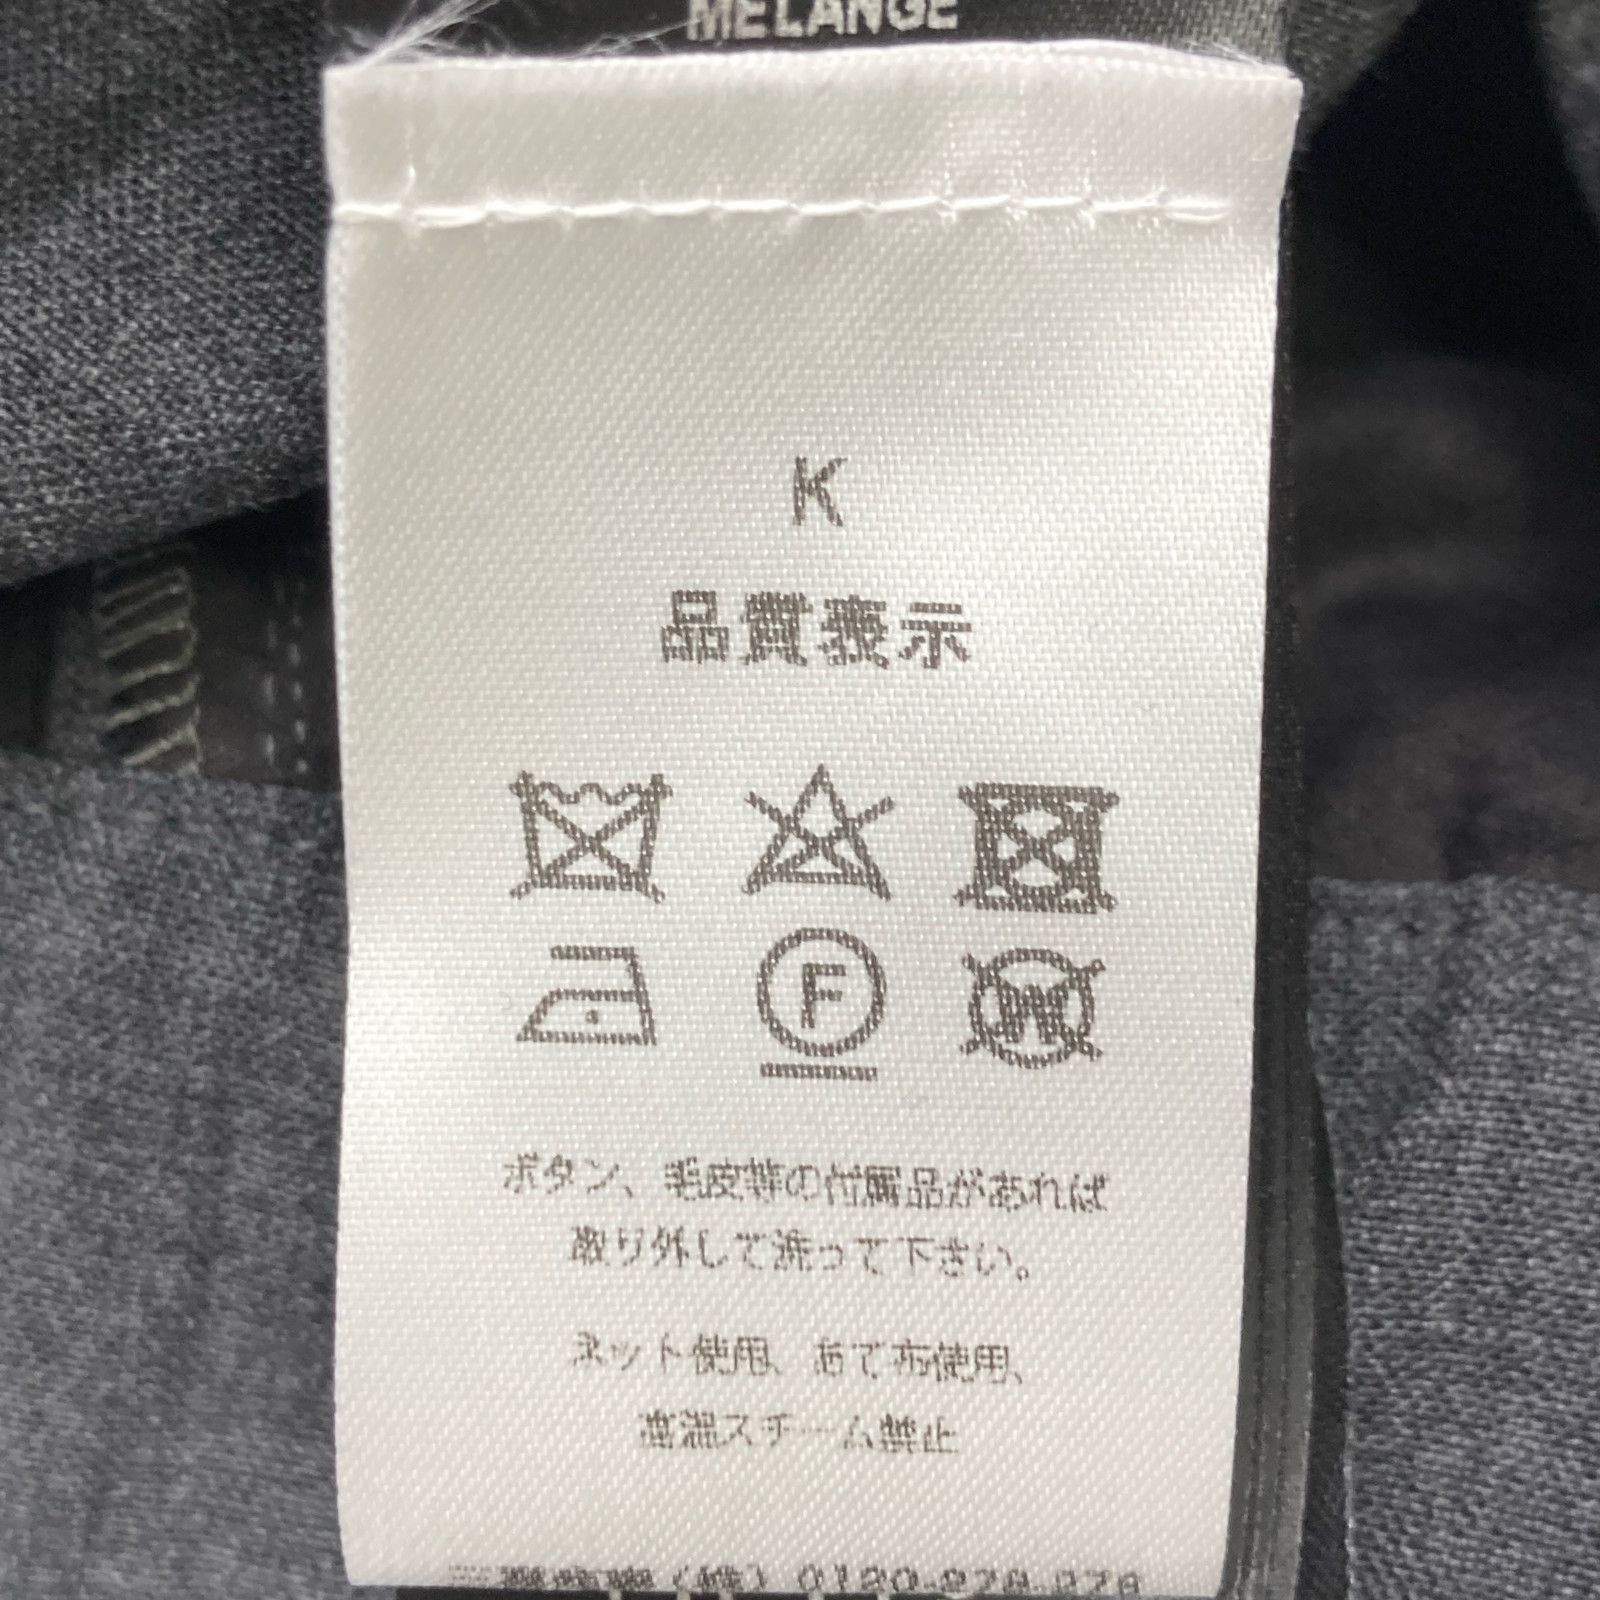 MELANGE
K
品質表示
F
W
ボタン、毛皮等の付属品があれば
取り外して洗って下さい。
ネット使用、あて布使用、
高温スチーム禁止
(株) 0120-